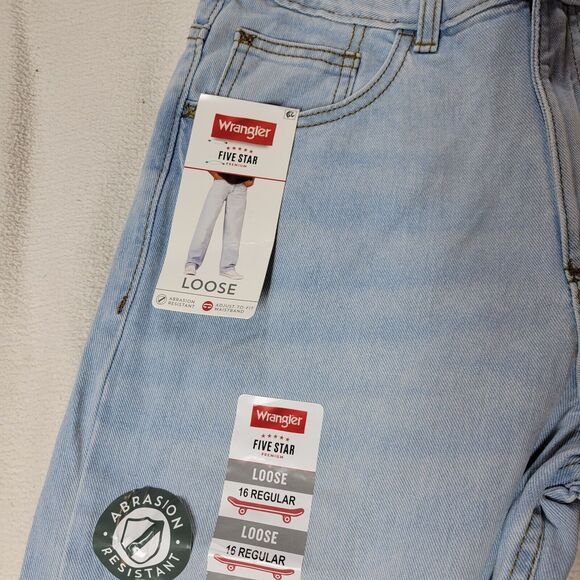 Wrangler
FIVE STAR
PREMIUM
LOOSE
ABRASION
RESISTANT
ADJUST-TO-FIT
WAISTBAND
Wrangler
FIVE STAR
PREMIUM
LOOSE
16 REGULAR
LOOSE
16 REGULAR
ABRASION
RESISTANT